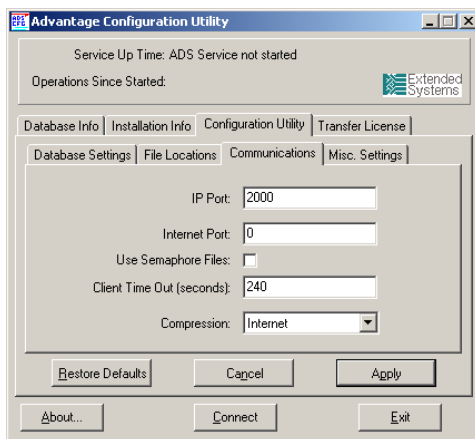 ADS CFG Advantage Configuration Utility
Service Up Time: ADS Service not started
Operations Since Started:
Extended
Systems
Database Info Installation Info Configuration Utility Transfer License
Database Settings File Locations Communications Misc. Settings
IP Port: 2000
Internet Port: 0
Use Semaphore Files:
Client Time Out (seconds): 240
Compression: Internet
Restore Defaults Cancel Apply
About... Connect Exit